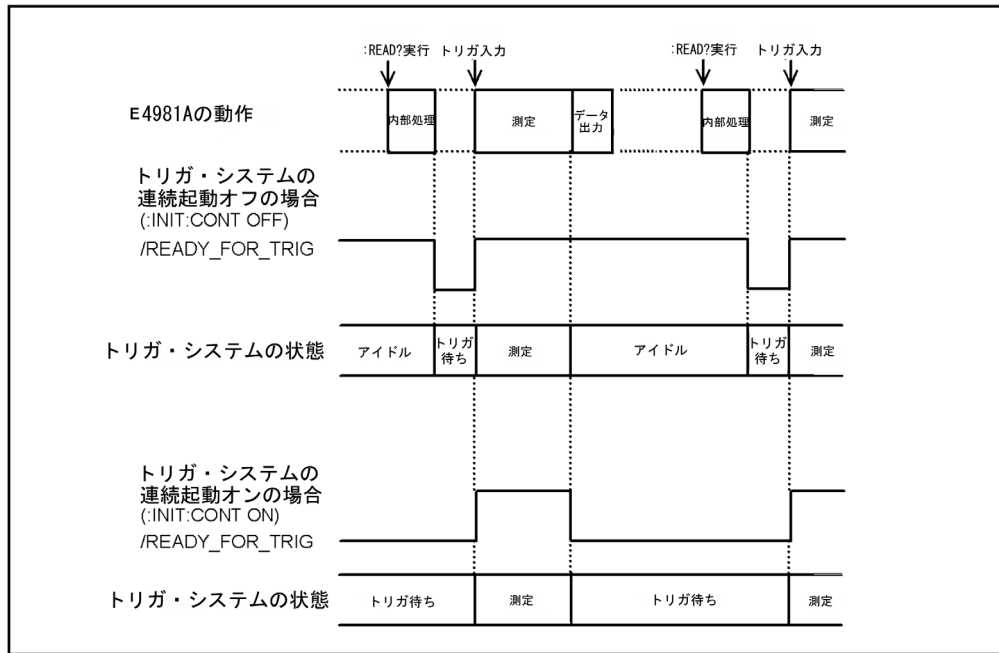 :READ?実行 トリガ入力 :READ?実行 トリガ入力
E4981Aの動作
内部処理 測定 データ 内部処理 測定
出力
トリガ・システムの
連続起動オフの場合
(:INIT:CONT OFF)
/READY_FOR_TRIG
トリガ・システムの状態
アイドル トリガ 測定 アイドル トリガ 測定
待ち 待ち
トリガ・システムの
連続起動オンの場合
(:INIT:CONT ON)
/READY_FOR_TRIG
トリガ・システムの状態
トリガ待ち 測定 トリガ待ち 測定